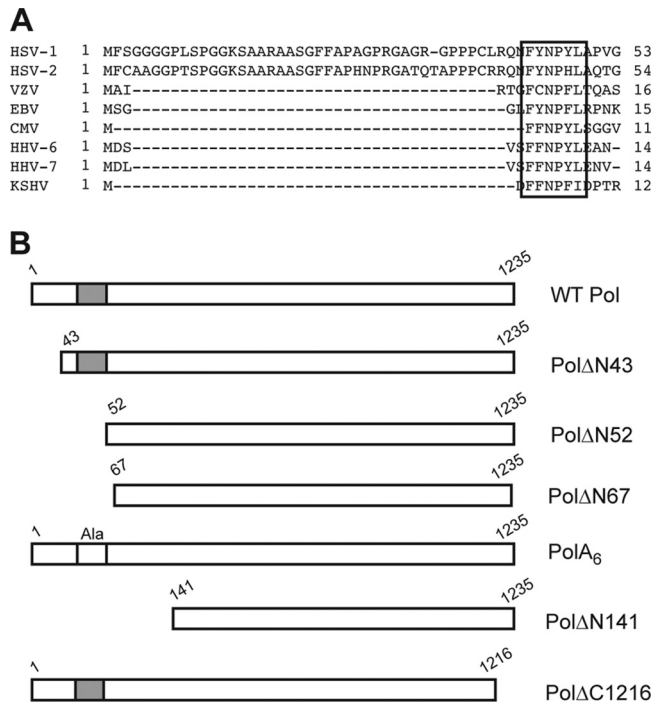 A
HSV-1 1 MFSGGGGPLSPGGKSAARAASGFFAPAGPRGAGR-GPPPCLRQNFYNPYLAPVG 53
HSV-2 1 MFCAAGGPTSPGGKSAARAASGFFAPHNPRGATQTAPPPCRRQNFYNPHLAQTG 54
VZV 1 MAI--------------------------------------RTGFCNPFLTQAS 16
EBV 1 MSG---------------------------------------GLFYNPFLRPNK 15
CMV 1 M------------------------------------------FFNPYLSGGV 11
HHV-6 1 MDS---------------------------------------VSFFNPYLEAN- 14
HHV-7 1 MDL---------------------------------------VSFFNPYLENV- 14
KSHV 1 M-----------------------------------------DFFNPFIDPTR 12
B
1 1235 WT Pol
43 1235 PolΔN43
52 1235 PolΔN52
67 1235 PolΔN67
1 Ala 1235 PolA6
141 1235 PolΔN141
1 1216 PolΔC1216